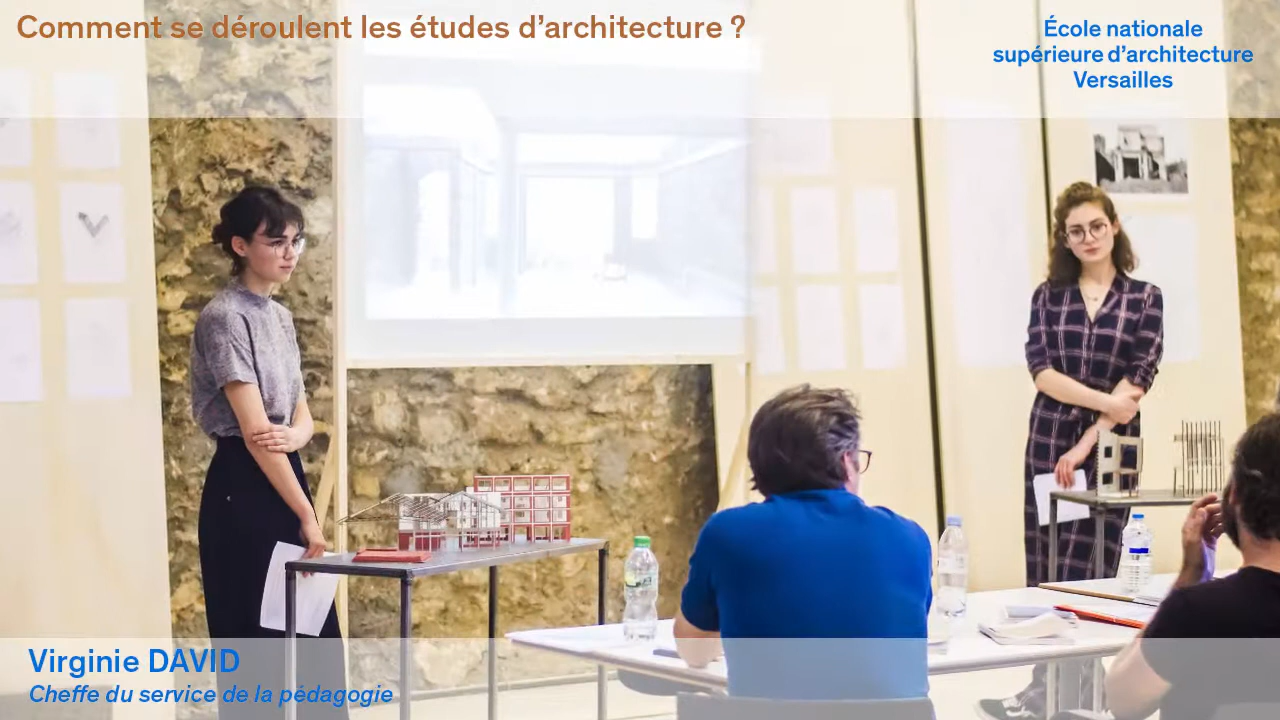 Comment se déroulent les études d’architecture ?
École nationale
supérieure d’architecture
Versailles
Virginie DAVID
Cheffe du service de la pédagogie